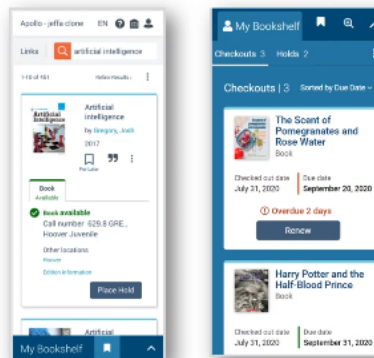 Apollo - jeffa clone EN
Links artificial intelligence
1-10 of 451 Refine Results
Artificial Intelligence
Artificial
intelligence
by Gregory, Josh
2017
For Later
Book
Available
Book available
Call number 629.8 GRE..
Hoover Juvenile
Other locations
Hoover
Edition information
Place Hold
Artificial
My Bookshelf
My Bookshelf
Checkouts 3 Holds 2
Checkouts | 3 Sorted by Due Date
The Scent of
Pomegranates and
Rose Water
Book
Checked out date Due date
July 31, 2020 September 20, 2020
Overdue 2 days
Renew
Harry Potter and the
Half-Blood Prince
Book
Checked out date Due date
July 31, 2020 September 31, 2020